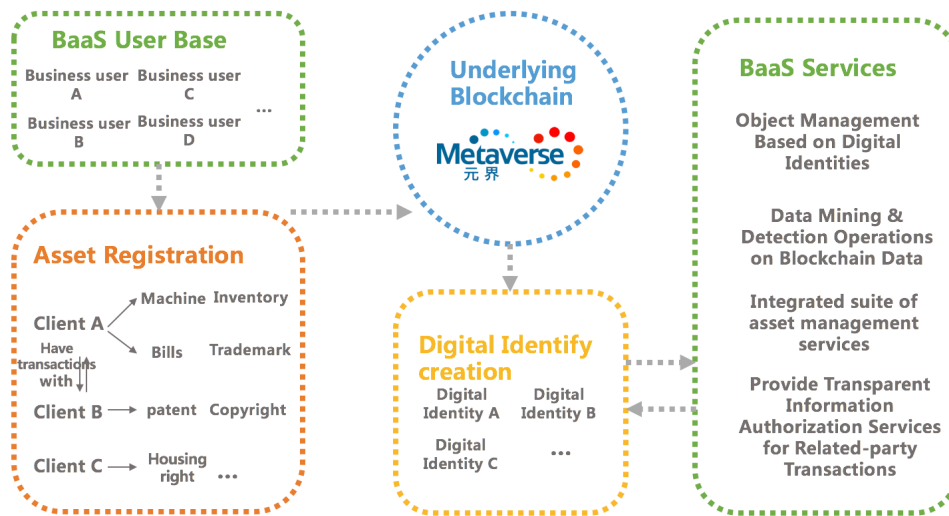 BaaS User Base
Business user
A
Business user
C
Business user
B
Business user
D
...
Asset Registration
Client A
Machine
Inventory
Bills
Trademark
Have
transactions
with
Client B
patent
Copyright
Client C
Housing
right
...
Underlying
Blockchain
Metaverse
元界
Digital Identify
creation
Digital
Identity A
Digital
Identity B
Digital
Identity C
...
BaaS Services
Object Management
Based on Digital
Identities
Data Mining &
Detection Operations
on Blockchain Data
Integrated suite of
asset management
services
Provide Transparent
Information
Authorization Services
for Related-party
Transactions